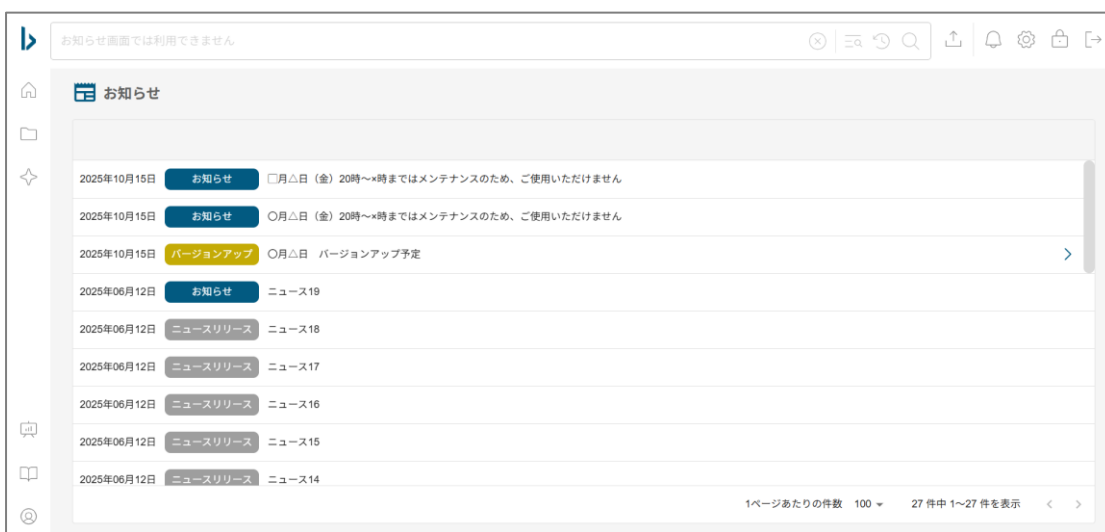 お知らせ画面では利用できません
お知らせ
2025年10月15日 お知らせ □月△日（金）20時～×時まではメンテナンスのため、ご使用いただけません
2025年10月15日 お知らせ 〇月△日（金）20時～×時まではメンテナンスのため、ご使用いただけません
2025年10月15日 バージョンアップ 〇月△日　バージョンアップ予定
2025年06月12日 お知らせ ニュース19
2025年06月12日 ニュースリリース ニュース18
2025年06月12日 ニュースリリース ニュース17
2025年06月12日 ニュースリリース ニュース16
2025年06月12日 ニュースリリース ニュース15
2025年06月12日 ニュースリリース ニュース14
1ページあたりの件数 100 27 件中 1～27 件を表示